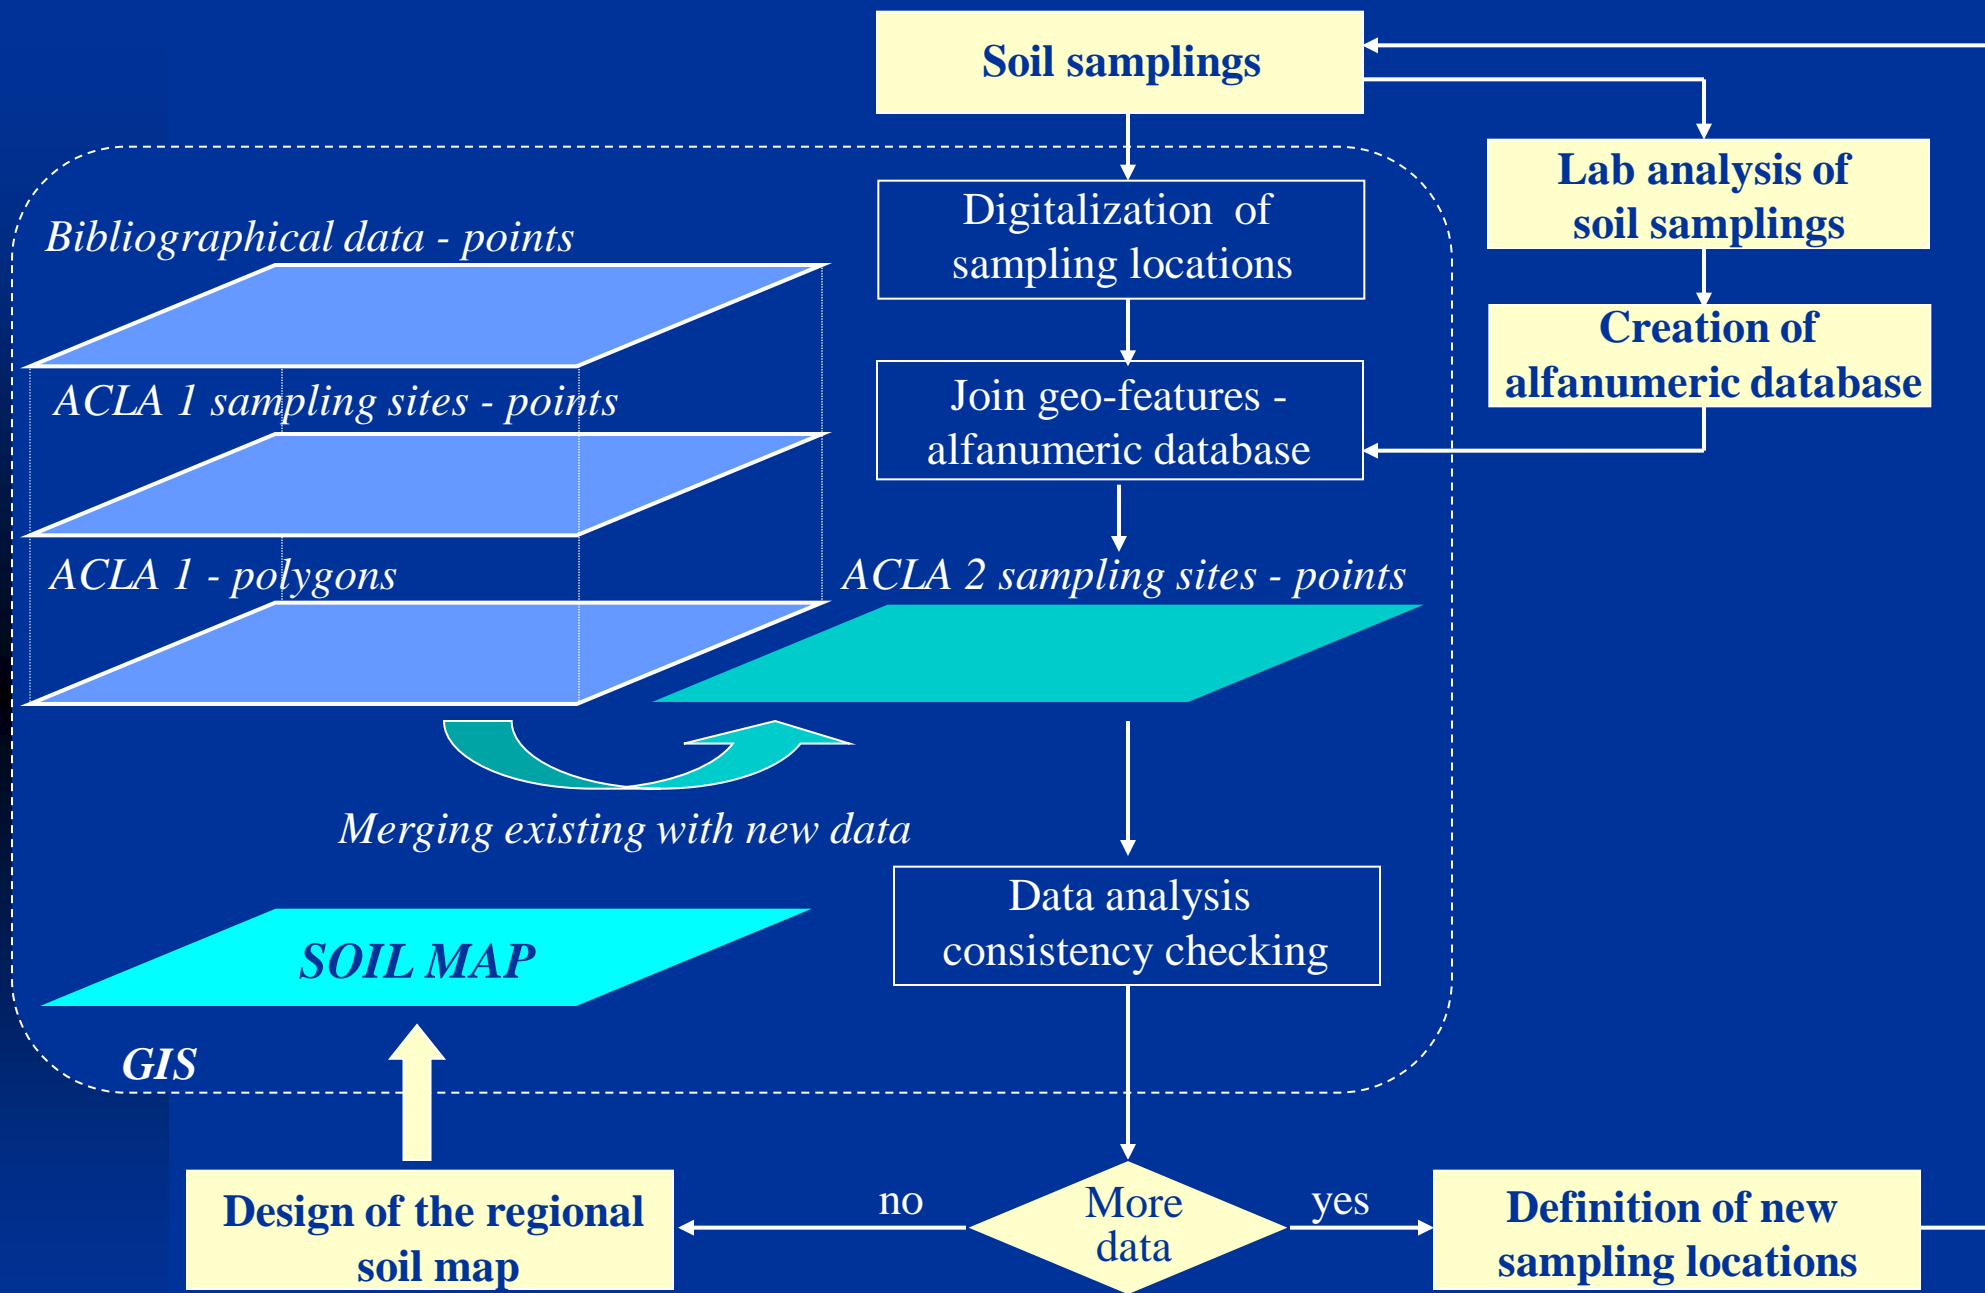 Soil samplings
Lab analysis of
soil samplings
Digitalization of
sampling locations
Bibliographical data - points
Creation of
alfanumeric database
ACLA 1 sampling sites - points
Join geo-features -
alfanumeric database
ACLA 1 - polygons
ACLA 2 sampling sites - points
Merging existing with new data
Data analysis
consistency checking
SOIL MAP
GIS
Design of the regional
soil map
no
More
data
yes
Definition of new
sampling locations